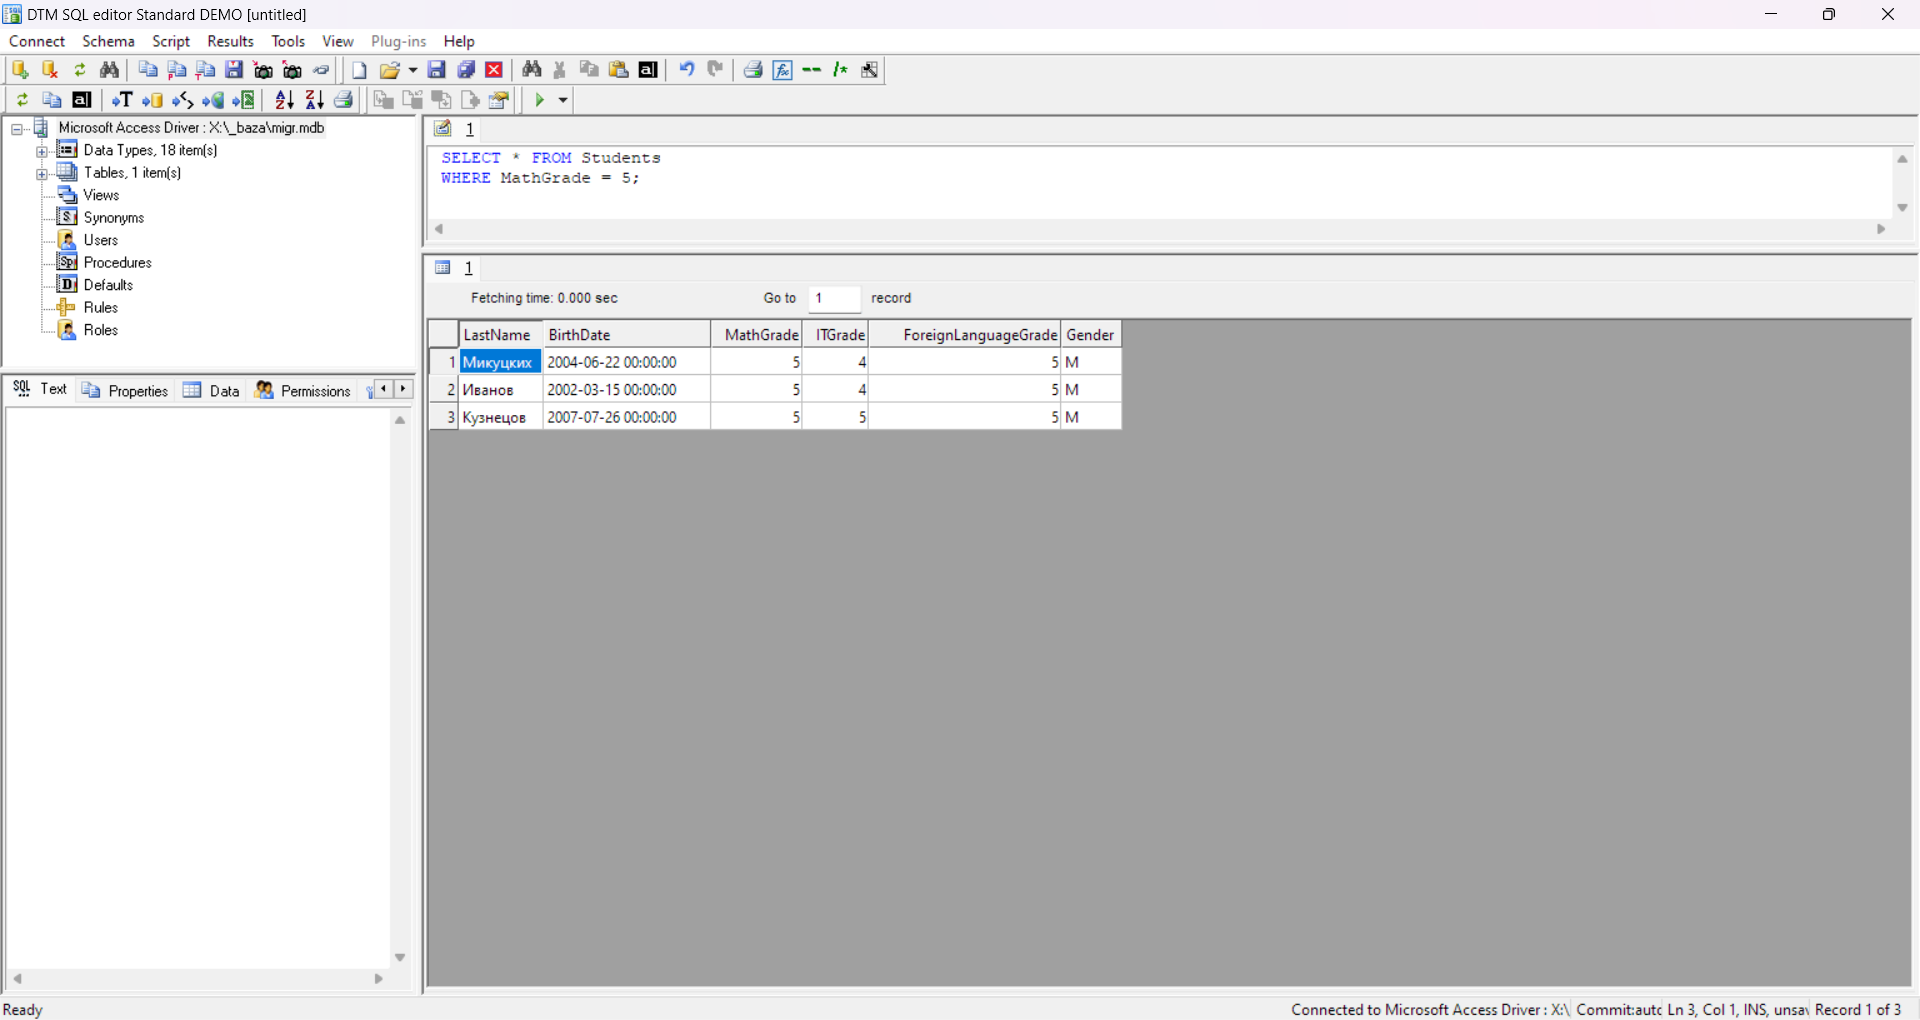 DTM SQL editor Standard DEMO [untitled]
Connect Schema Script Results Tools View Plug-ins Help
Microsoft Access Driver : X:\_baza\migr.mdb
Data Types, 18 item(s)
Tables, 1 item(s)
Views
Synonyms
Users
Procedures
Defaults
Rules
Roles
SQL Text Properties Data Permissions
1
SELECT * FROM Students
WHERE MathGrade = 5;
1
Fetching time: 0.000 sec Go to 1 record
LastName BirthDate MathGrade ITGrade ForeignLanguageGrade Gender
1 Микуцких 2004-06-22 00:00:00 5 4 5 М
2 Иванов 2002-03-15 00:00:00 5 4 5 М
3 Кузнецов 2007-07-26 00:00:00 5 5 5 М
Ready Connected to Microsoft Access Driver : X:\ Commit:auto Ln 3, Col 1, INS, unsav Record 1 of 3